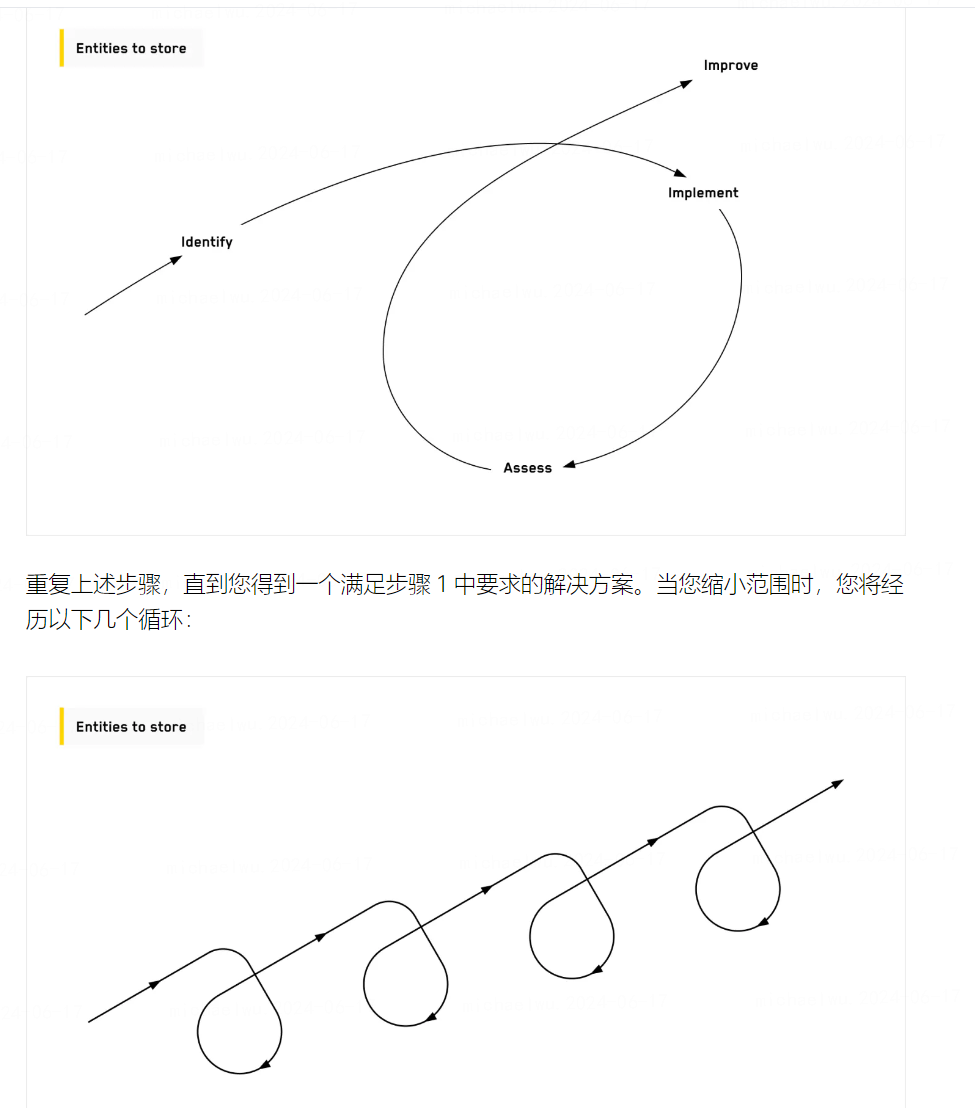 Entities to store
Improve
Implement
Identify
Assess
重复上述步骤，直到您得到一个满足步骤 1 中要求的解决方案。当您缩小范围时，您将经
历以下几个循环：
Entities to store